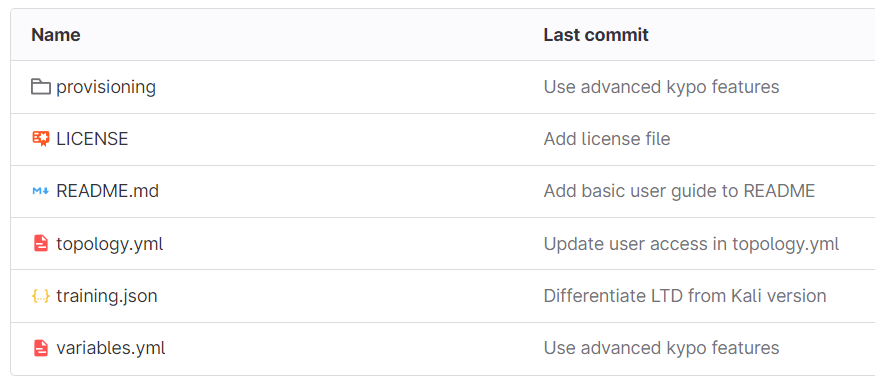 Name Last commit
provisioning Use advanced kypo features
LICENSE Add license file
README.md Add basic user guide to README
topology.yml Update user access in topology.yml
training.json Differentiate LTD from Kali version
variables.yml Use advanced kypo features